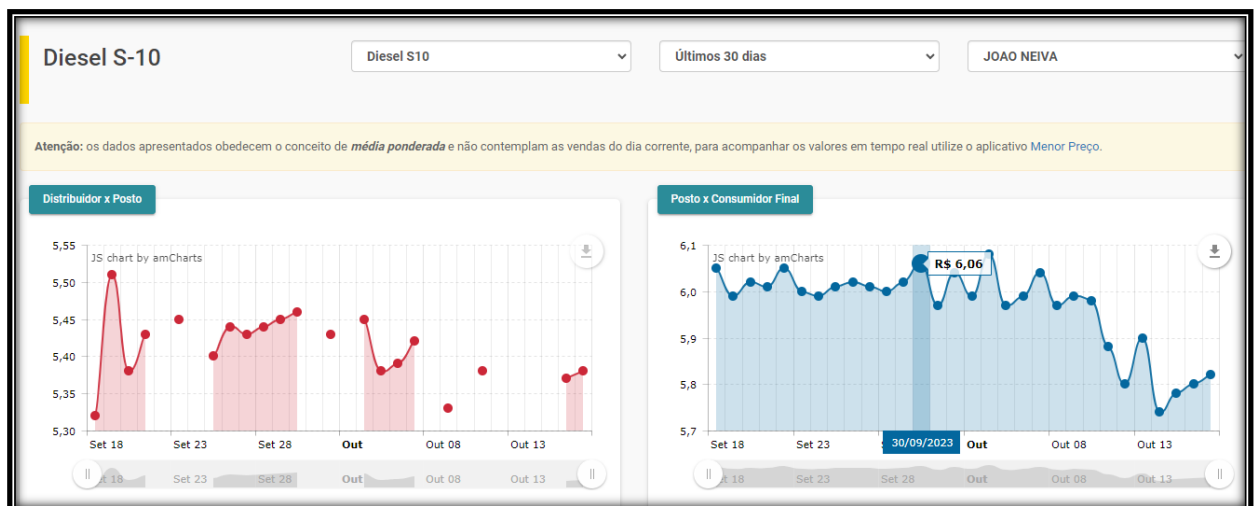 Diesel S-10
Diesel S10
Últimos 30 dias
JOAO NEIVA
Atenção: os dados apresentados obedecem o conceito de média ponderada e não contemplam as vendas do dia corrente, para acompanhar os valores em tempo real utilize o aplicativo Menor Preço.
Distribuidor x Posto
5,55
JS chart by amCharts
5,50
5,45
5,40
5,35
5,30
Set 18 Set 23 Set 28 Out Out 08 Out 13
Set 23 Set 28 Out Out 08 Out 13
Posto x Consumidor Final
6,1
JS chart by amCharts
R$ 6,06
6,0
5,9
5,8
5,7
Set 18 Set 23 30/09/2023 Out Out 08 Out 13
Set 23 Set 28 Out Out 08 Out 13